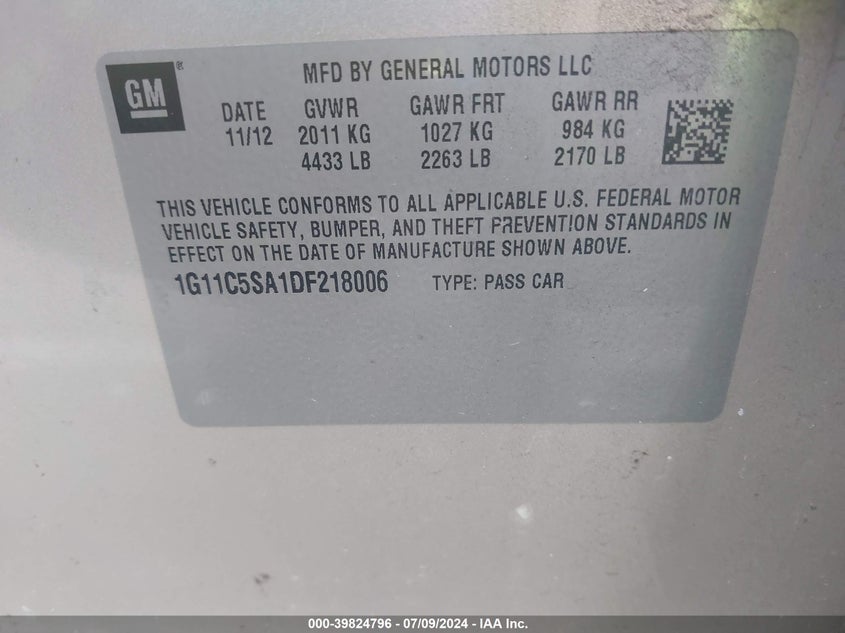 GM ®
MFD BY GENERAL MOTORS LLC
DATE GVWR GAWR FRT GAWR RR
11/12 2011 KG 1027 KG 984 KG
4433 LB 2263 LB 2170 LB
THIS VEHICLE CONFORMS TO ALL APPLICABLE U.S. FEDERAL MOTOR
VEHICLE SAFETY, BUMPER, AND THEFT PREVENTION STANDARDS IN
EFFECT ON THE DATE OF MANUFACTURE SHOWN ABOVE.
1G11C5SA1DF218006 TYPE: PASS CAR
000-39824796 - 07/09/2024 - IAA Inc.